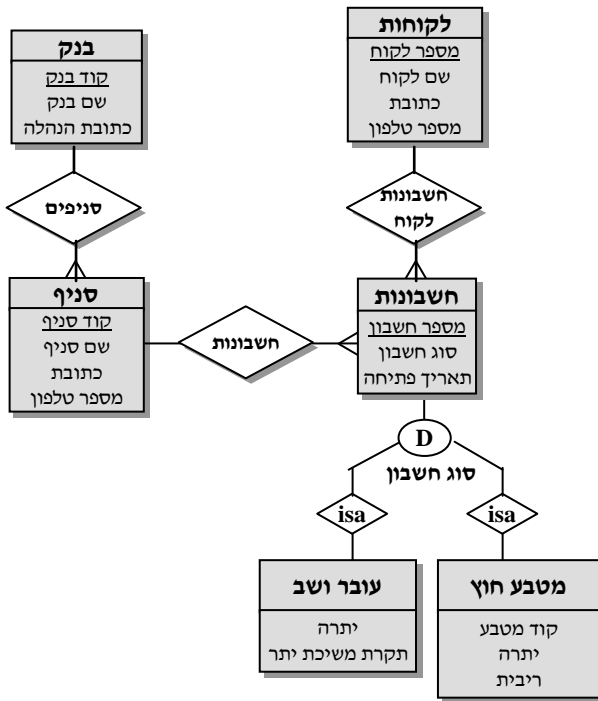 לקוחות
מספר לקוח
שם לקוח
כתובת
מספר טלפון
בנק
קוד בנק
שם בנק
כתובת הנהלה
חשבונות
לקוח
סניפים
חשבונות
מספר חשבון
סוג חשבון
תאריך פתיחה
חשבונות
סניף
קוד סניף
שם סניף
כתובת
מספר טלפון
D
סוג חשבון
isa
isa
מטבע חוץ
קוד מטבע
יתרה
ריבית
עובר ושב
יתרה
תקרת משיכת יתר